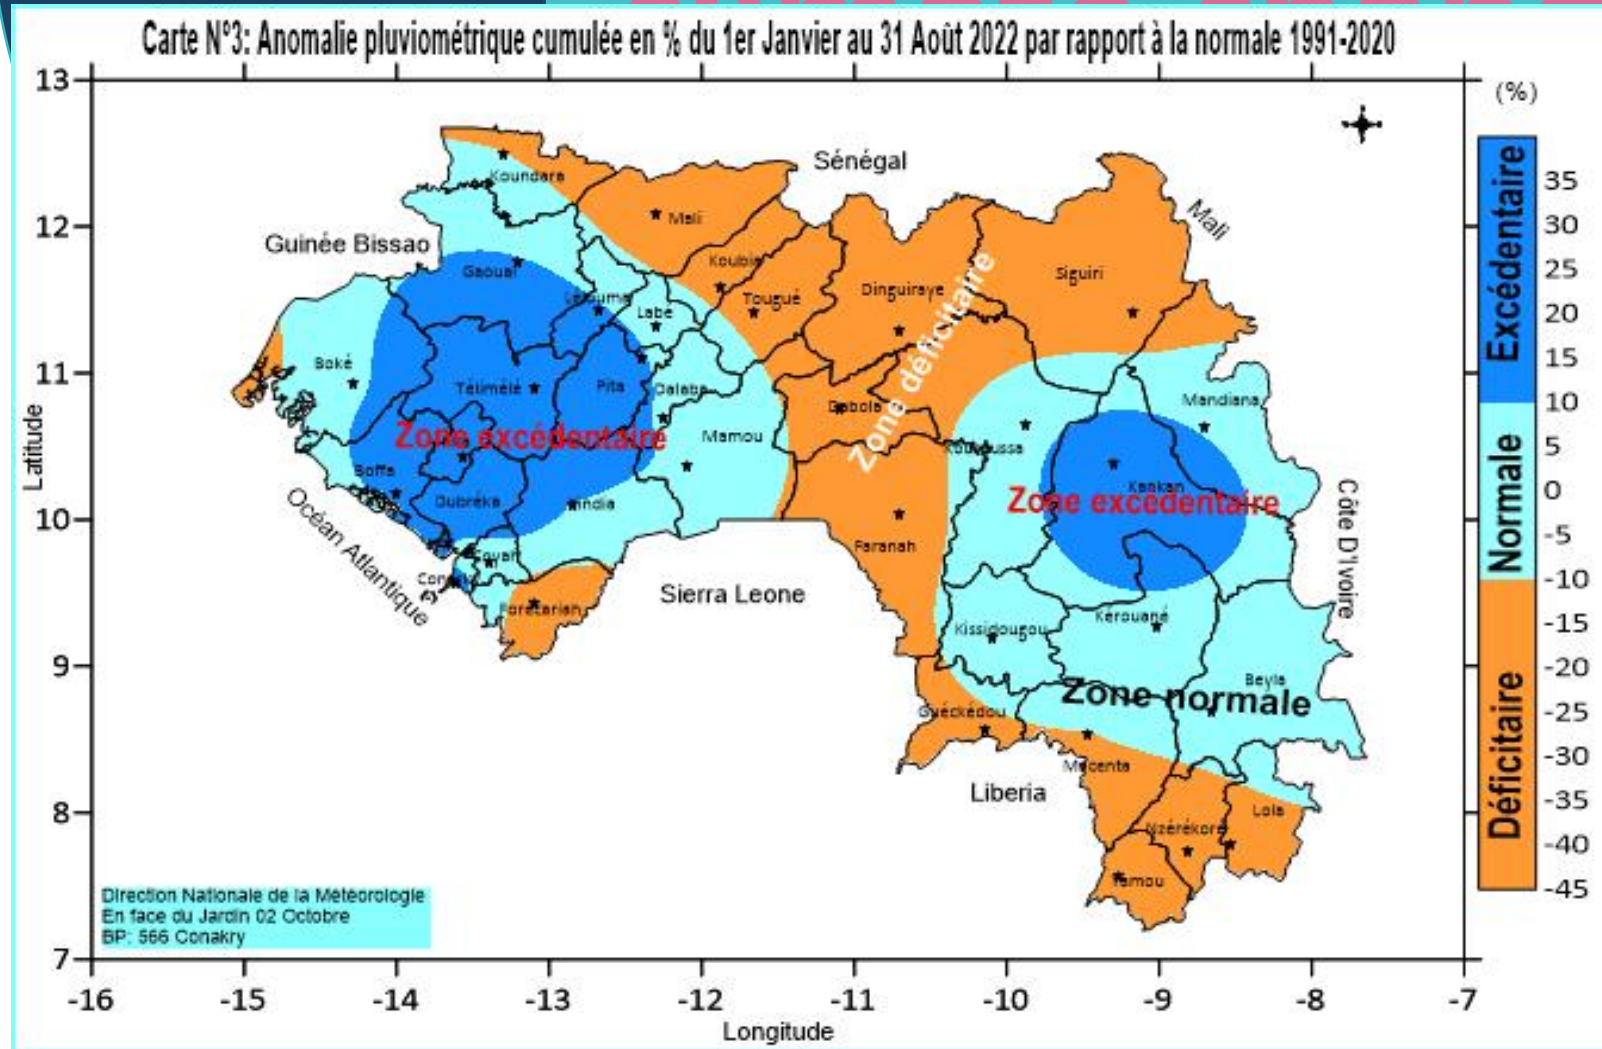 Carte N°3: Anomalie pluviométrique cumulée en % du 1er Janvier au 31 Août 2022 par rapport à la normale 1991-2020
13
12
11
10
9
8
7
Latitude
-16
-15
-14
-13
-12
-11
-10
-9
-8
-7
Longitude
Sénégal
Mali
Guinée Bissao
Océan Atlantique
Sierra Leone
Liberia
Côte D'Ivoire
Koundara
Mali
Gaoual
Koubia
Tougué
Dinguiraye
Siguiri
Lélouma
Labé
Boké
Télimélé
Pita
Dalaba
Dabola
Mandiana
Zone excédentaire
Mamou
Zone déficitaire
Kouroussa
Boffa
Dubréka
Kankan
Zone excédentaire
Faranah
Forécariah
Kissidougou
Kérouané
Beyla
Zone normale
Guéckédou
Macenta
Lola
Nzérékoré
(%)
35
30
25
20
15
10
5
0
-5
-10
-15
-20
-25
-30
-35
-40
-45
Excédentaire
Normale
Déficitaire
Direction Nationale de la Météorologie
En face du Jardin 02 Octobre
BP: 566 Conakry